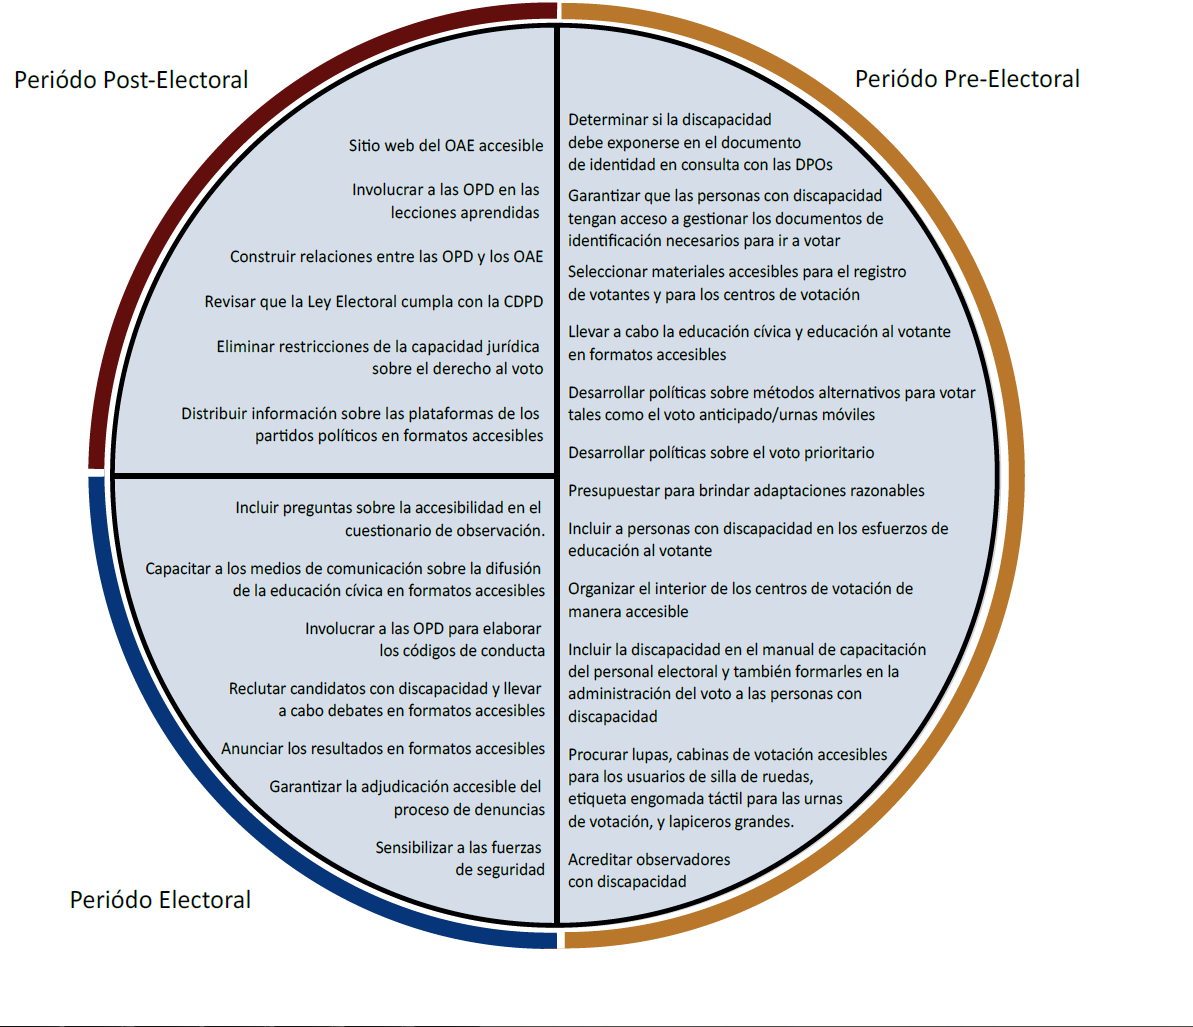 Periódo Post-Electoral
Sitio web del OAE accesible
Involucrar a las OPD en las
lecciones aprendidas
Construir relaciones entre las OPD y los OAE
Revisar que la Ley Electoral cumpla con la CDPD
Eliminar restricciones de la capacidad jurídica
sobre el derecho al voto
Distribuir información sobre las plataformas de los
partidos políticos en formatos accesibles
Periódo Pre-Electoral
Determinar si la discapacidad
debe exponerse en el documento
de identidad en consulta con las DPOs
Garantizar que las personas con discapacidad
tengan acceso a gestionar los documentos de
identificación necesarios para ir a votar
Seleccionar materiales accesibles para el registro
de votantes y para los centros de votación
Llevar a cabo la educación cívica y educación al votante
en formatos accesibles
Desarrollar políticas sobre métodos alternativos para votar
tales como el voto anticipado/urnas móviles
Desarrollar políticas sobre el voto prioritario
Presupuestar para brindar adaptaciones razonables
Incluir a personas con discapacidad en los esfuerzos de
educación al votante
Organizar el interior de los centros de votación de
manera accesible
Incluir la discapacidad en el manual de capacitación
del personal electoral y también formarles en la
administración del voto a las personas con
discapacidad
Procurar lupas, cabinas de votación accesibles
para los usuarios de silla de ruedas,
etiqueta engomada táctil para las urnas
de votación, y lapiceros grandes.
Acreditar observadores
con discapacidad
Incluir preguntas sobre la accesibilidad en el
cuestionario de observación.
Capacitar a los medios de comunicación sobre la difusión
de la educación cívica en formatos accesibles
Involucrar a las OPD para elaborar
los códigos de conducta
Reclutar candidatos con discapacidad y llevar
a cabo debates en formatos accesibles
Anunciar los resultados en formatos accesibles
Garantizar la adjudicación accesible del
proceso de denuncias
Sensibilizar a las fuerzas
de seguridad
Periódo Electoral